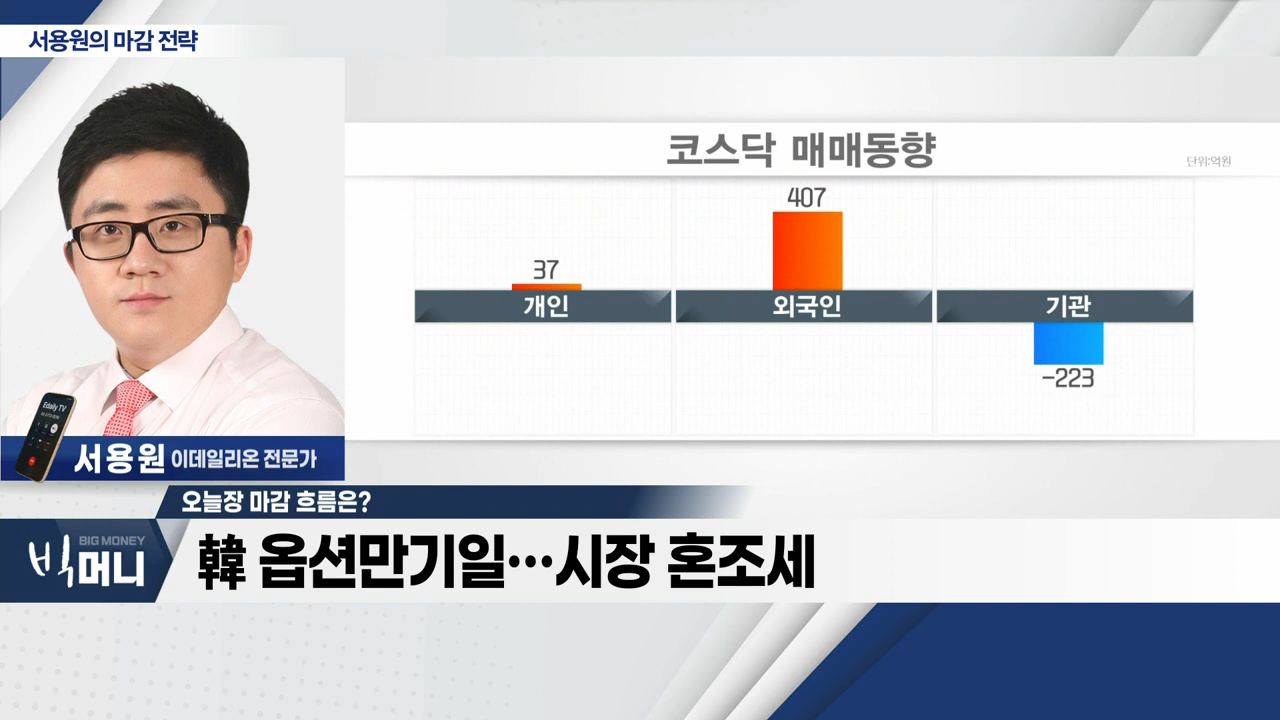 서용원의 마감 전략
코스닥 매매동향
단위:억원
37
407
개인
외국인
기관
-223
Edaily TV
서용원 이데일리온 전문가
오늘장 마감 흐름은?
BIG MONEY
빅머니
韓 옵션만기일…시장 혼조세